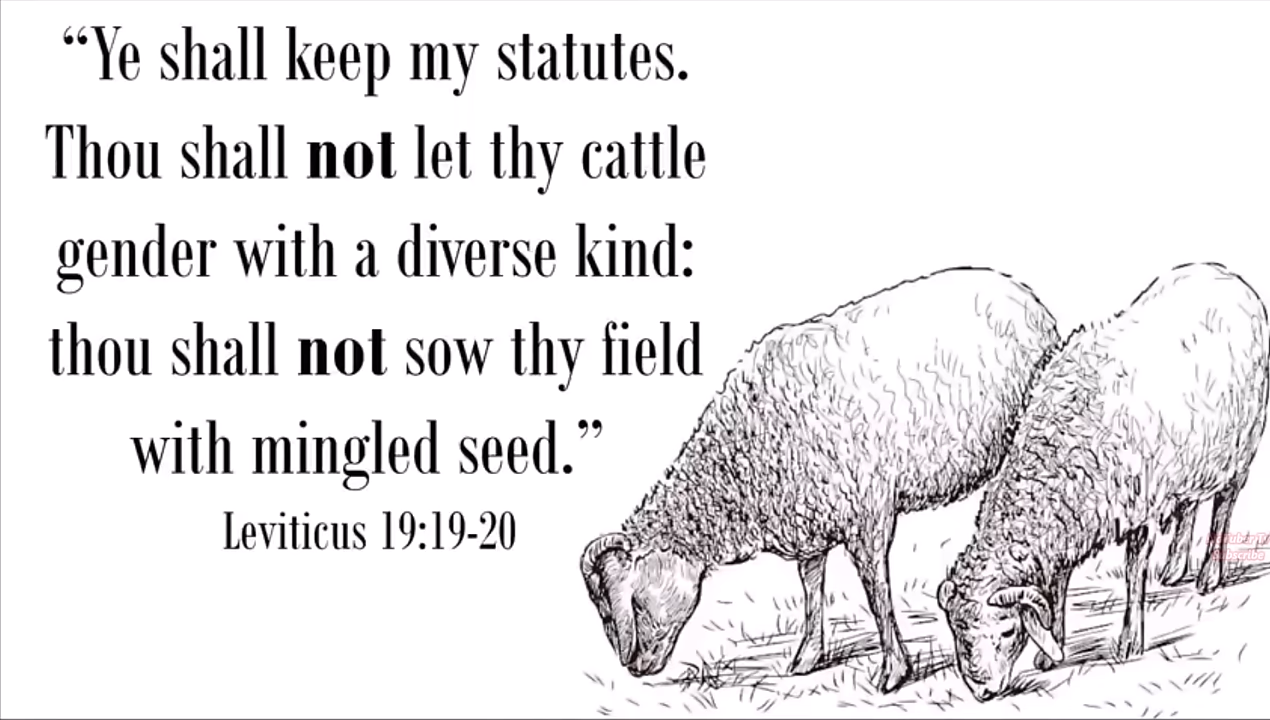 “Ye shall keep my statutes.
Thou shall not let thy cattle
gender with a diverse kind:
thou shall not sow thy field
with mingled seed.”
Leviticus 19:19-20
Subscribe